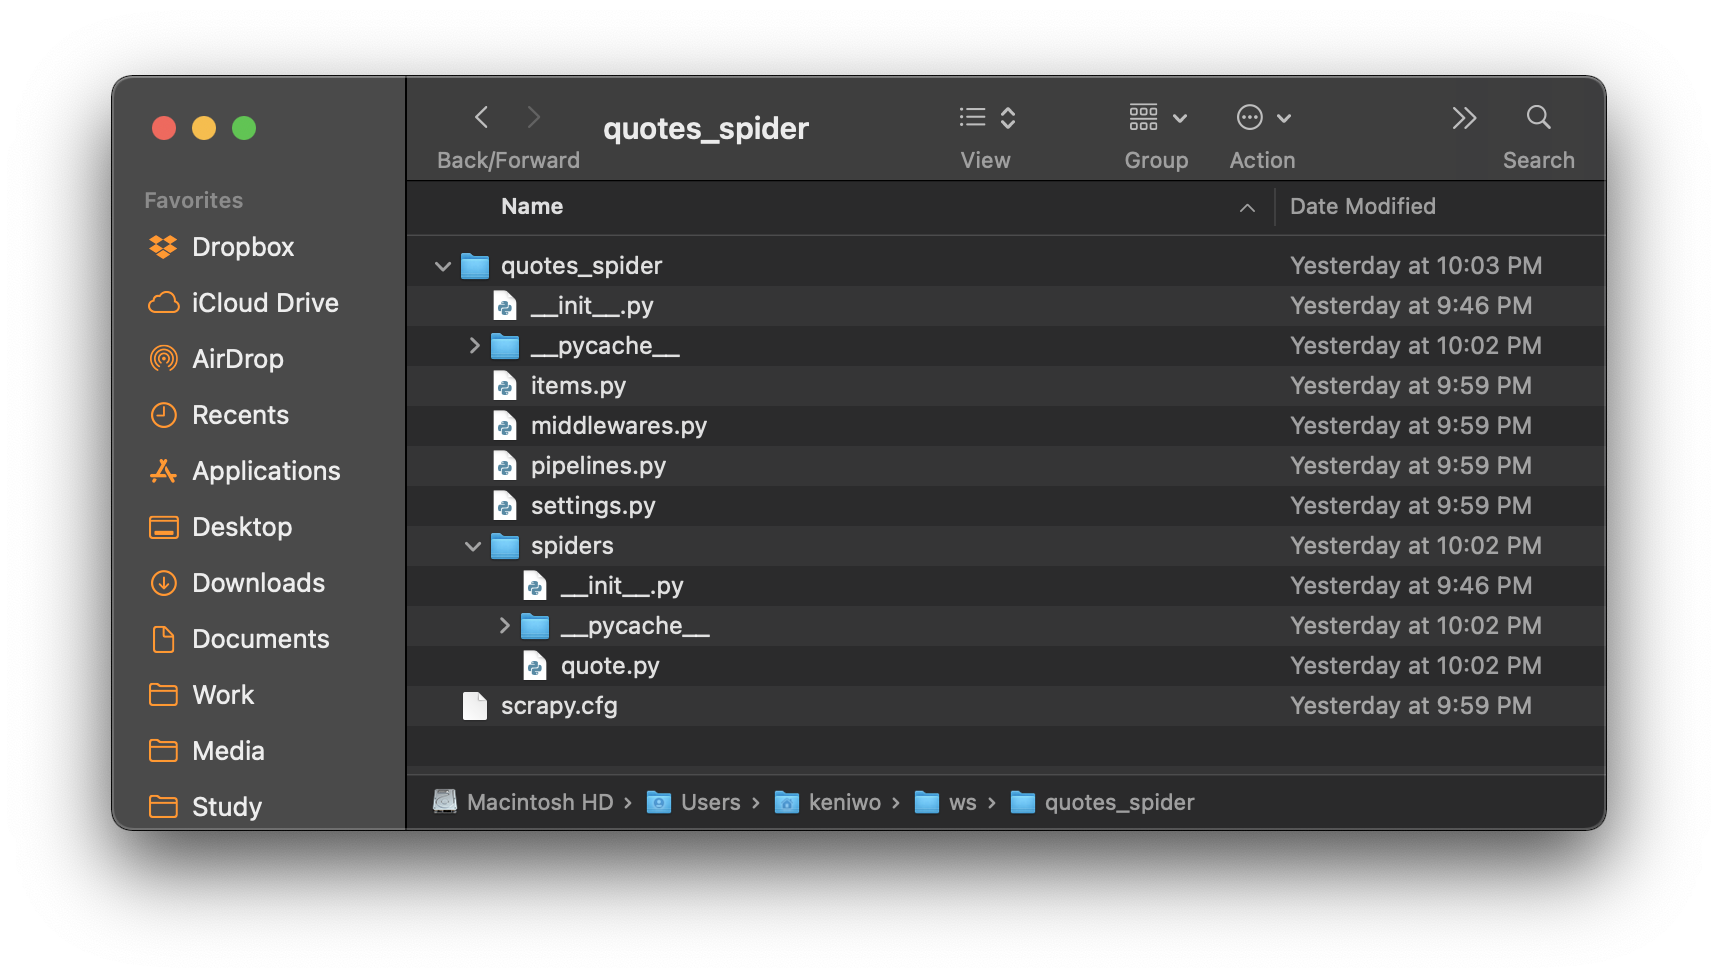 quotes_spider
Back/Forward
View
Group
Action
Search
Favorites
Dropbox
iCloud Drive
AirDrop
Recents
Applications
Desktop
Downloads
Documents
Work
Media
Study
Name Date Modified
quotes_spider Yesterday at 10:03 PM
__init__.py Yesterday at 9:46 PM
__pycache__ Yesterday at 10:02 PM
items.py Yesterday at 9:59 PM
middlewares.py Yesterday at 9:59 PM
pipelines.py Yesterday at 9:59 PM
settings.py Yesterday at 9:59 PM
spiders Yesterday at 10:02 PM
__init__.py Yesterday at 9:46 PM
__pycache__ Yesterday at 10:02 PM
quote.py Yesterday at 10:02 PM
scrapy.cfg Yesterday at 9:59 PM
Macintosh HD › Users › keniwo › ws › quotes_spider